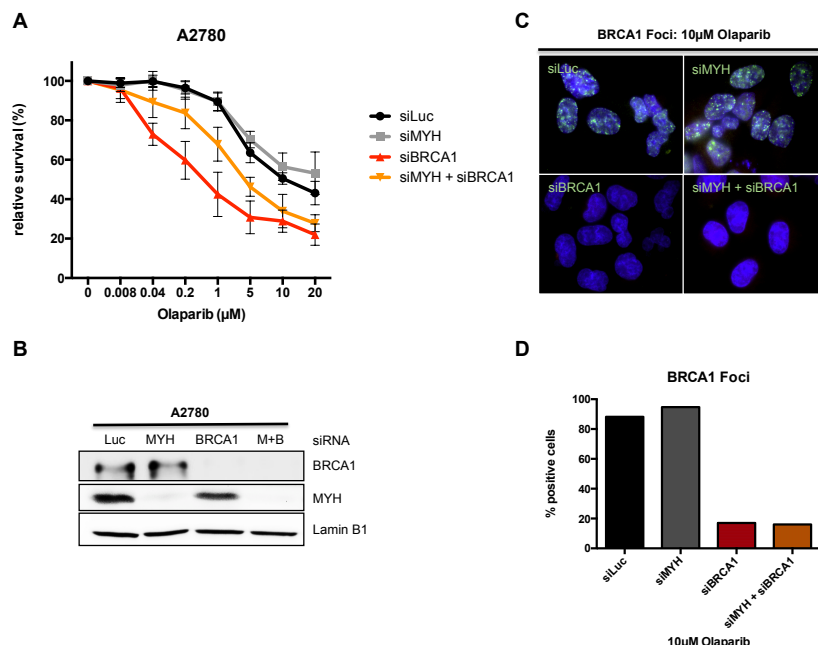 A
A2780
relative survival (%)
100
80
60
40
20
0
0 0.008 0.04 0.2 1 5 10 20
Olaparib (µM)
siLuc
siMYH
siBRCA1
siMYH + siBRCA1
B
A2780
Luc MYH BRCA1 M+B siRNA
BRCA1
MYH
Lamin B1
C
BRCA1 Foci: 10µM Olaparib
siLuc siMYH
siBRCA1 siMYH + siBRCA1
D
BRCA1 Foci
% positive cells
100
80
60
40
20
0
siLuc
siMYH
siBRCA1
siMYH + siBRCA1
10uM Olaparib